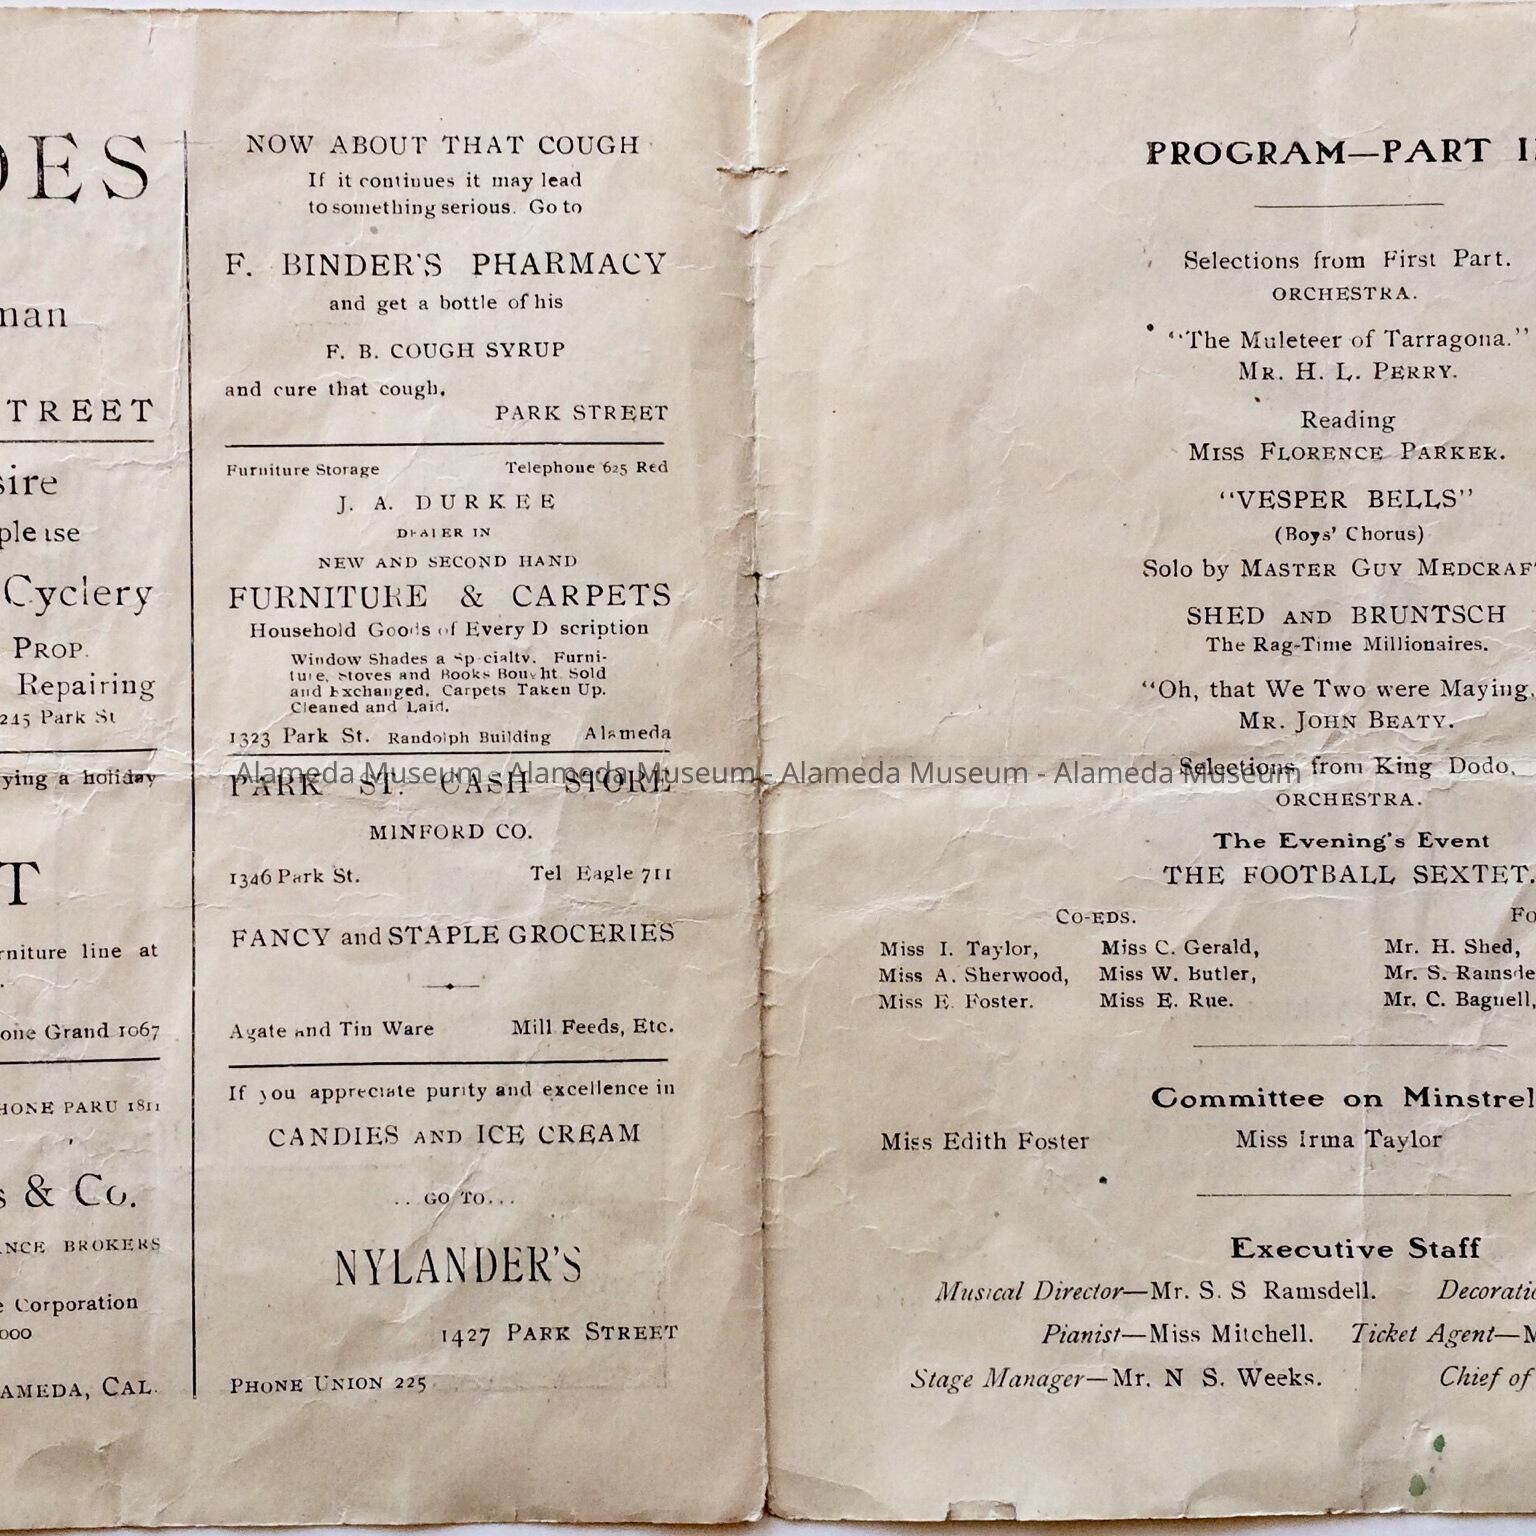 DES
man
STREET
sire
please
Cyclery
PROP.
Repairing
1245 Park St
ying a holiday
T
rniture line at
one Grand 1067
HONE PARU 1811
s & Co.
ANCE BROKERS
e Corporation
000
AMEDA, CAL.
NOW ABOUT THAT COUGH
If it continues it may lead
to something serious. Go to
F. BINDER'S PHARMACY
and get a bottle of his
F. B. COUGH SYRUP
and cure that cough.
PARK STREET
Furniture Storage Telephone 625 Red
J. A. DURKEE
DEALER IN
NEW AND SECOND HAND
FURNITURE & CARPETS
Household Goods of Every D scription
Window Shades a Sp cialty. Furni-
ture, Stoves and Books Bought Sold
and Exchanged. Carpets Taken Up.
Cleaned and Laid.
1323 Park St. Randolph Building Alameda
PARK ST. CASH STORE
MINFORD CO.
1346 Park St. Tel Eagle 711
FANCY and STAPLE GROCERIES
Agate and Tin Ware Mill Feeds, Etc.
If you appreciate purity and excellence in
CANDIES AND ICE CREAM
.. GO TO...
NYLANDER'S
1427 PARK STREET
PHONE UNION 225
Alameda Museum - Alameda Museum - Alameda Museum - Alameda Museum
PROGRAM—PART I
Selections from First Part.
ORCHESTRA.
"The Muleteer of Tarragona."
MR. H. L. PERRY.
Reading
MISS FLORENCE PARKER.
"VESPER BELLS"
(Boys' Chorus)
Solo by MASTER GUY MEDCRAF
SHED AND BRUNTSCH
The Rag-Time Millionaires.
"Oh, that We Two were Maying,
MR. JOHN BEATY.
Selections from King Dodo,
ORCHESTRA.
The Evening's Event
THE FOOTBALL SEXTET.
CO-EDS. Fo
Miss I. Taylor, Miss C. Gerald, Mr. H. Shed,
Miss A. Sherwood, Miss W. Butler, Mr. S. Ramsde
Miss E. Foster. Miss E. Rue. Mr. C. Bagnell,
Committee on Minstrel
Miss Edith Foster Miss Irma Taylor
Executive Staff
Musical Director—Mr. S. S Ramsdell. Decoratio
Pianist—Miss Mitchell. Ticket Agent—M
Stage Manager—Mr. N S. Weeks. Chief of